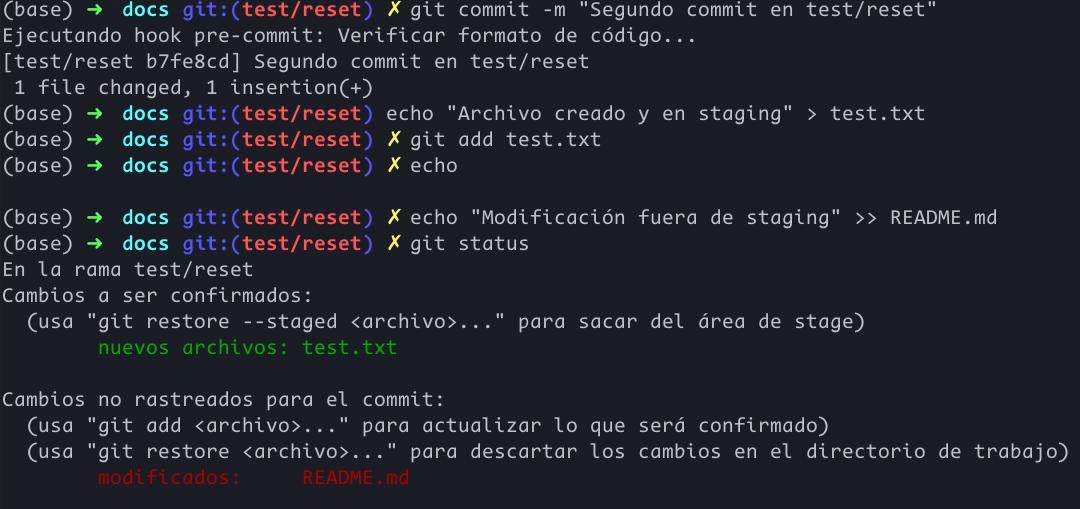 (base) ➜ docs git:(test/reset) ✗ git commit -m "Segundo commit en test/reset"
Ejecutando hook pre-commit: Verificar formato de código...
[test/reset b7fe8cd] Segundo commit en test/reset
 1 file changed, 1 insertion(+)
(base) ➜ docs git:(test/reset) echo "Archivo creado y en staging" > test.txt
(base) ➜ docs git:(test/reset) ✗ git add test.txt
(base) ➜ docs git:(test/reset) ✗ echo
(base) ➜ docs git:(test/reset) ✗ echo "Modificación fuera de staging" >> README.md
(base) ➜ docs git:(test/reset) ✗ git status
En la rama test/reset
Cambios a ser confirmados:
  (usa "git restore --staged <archivo>..." para sacar del área de stage)
        nuevos archivos: test.txt
Cambios no rastreados para el commit:
  (usa "git add <archivo>..." para actualizar lo que será confirmado)
  (usa "git restore <archivo>..." para descartar los cambios en el directorio de trabajo)
        modificados:     README.md